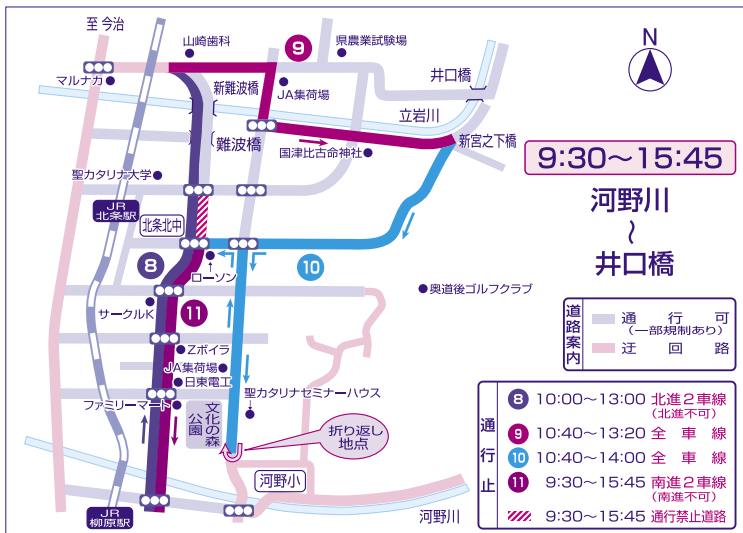 至 今治
山崎歯科
9
県農業試験場
N
マルナカ
新難波橋
JA集荷場
井口橋
立岩川
難波橋
国津比古命神社
新宮之下橋
9:30〜15:45
聖カタリナ大学
河野川
〜
井口橋
JR
北条駅
北条北中
8
ローソン
10
サークルK
11
奥道後ゴルフクラブ
道路案内
通行可
(一部規制あり)
迂回路
Zボイラ
JA集荷場
日東電工
ファミリーマート
聖カタリナセミナーハウス
文化の森
公園
折り返し
地点
河野小
JR
柳原駅
河野川
通行止
8 10:00〜13:00 北進2車線
(北進不可)
9 10:40〜13:20 全車線
10 10:40〜14:00 全車線
11 9:30〜15:45 南進2車線
(南進不可)
9:30〜15:45 通行禁止道路